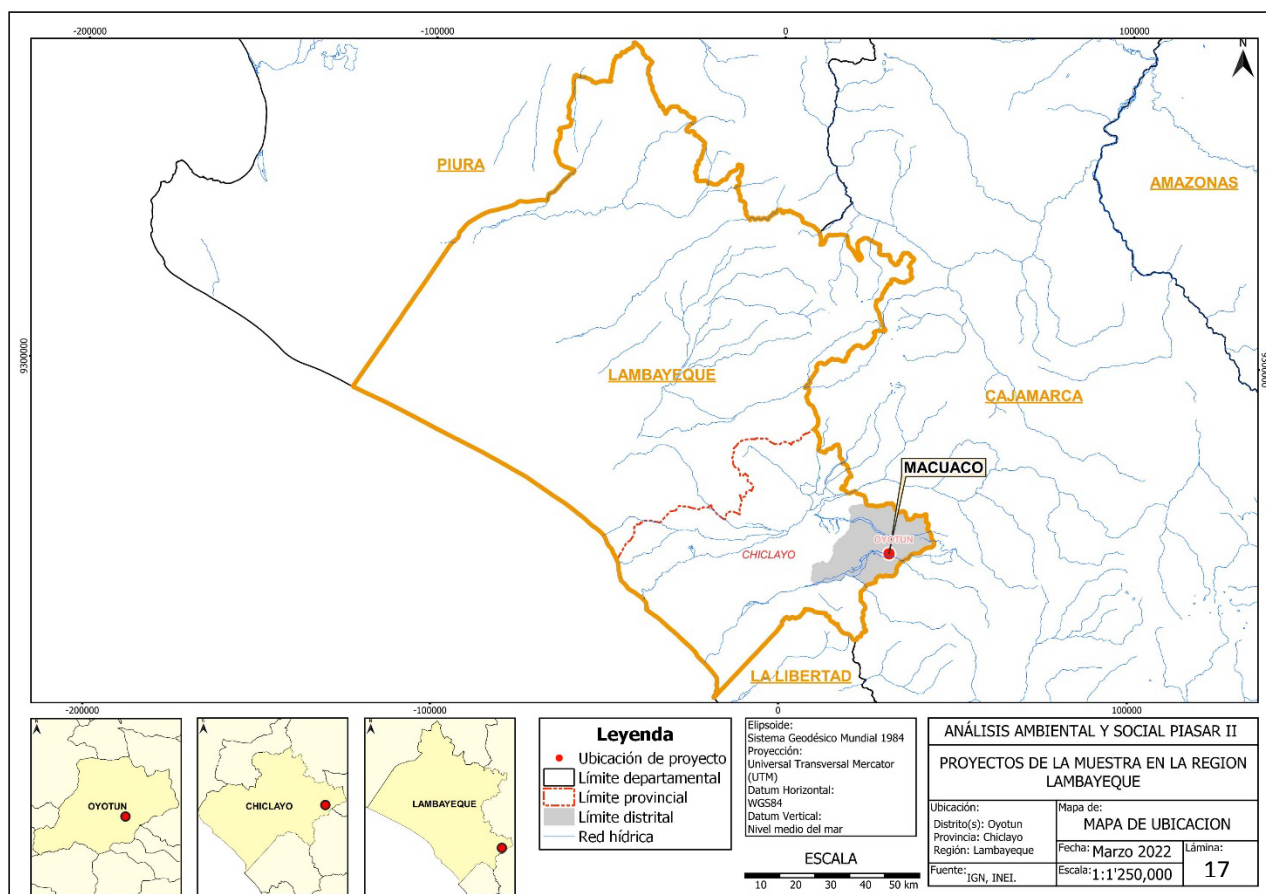 -200000 -100000 0 100000
N
PIURA
AMAZONAS
9300000
9300000
LAMBAYEQUE
CAJAMARCA
MACUACO
OYOTUN
CHICLAYO
LA LIBERTAD
-200000 -100000 0 100000
OYOTUN
CHICLAYO
LAMBAYEQUE
Leyenda
Ubicación de proyecto
Límite departamental
Límite provincial
Límite distrital
Red hídrica
Elipsoide:
Sistema Geodésico Mundial 1984
Proyección:
Universal Transversal Mercator
(UTM)
Datum Horizontal:
WGS84
Datum Vertical:
Nivel medio del mar
ESCALA
10 20 30 40 50 km
ANÁLISIS AMBIENTAL Y SOCIAL PIASAR II
PROYECTOS DE LA MUESTRA EN LA REGION
LAMBAYEQUE
Ubicación:
Distrito(s): Oyotun
Provincia: Chiclayo
Región: Lambayeque
Mapa de:
MAPA DE UBICACION
Fecha: Marzo 2022
Lámina:
17
Fuente: IGN, INEI.
Escala: 1:1'250,000